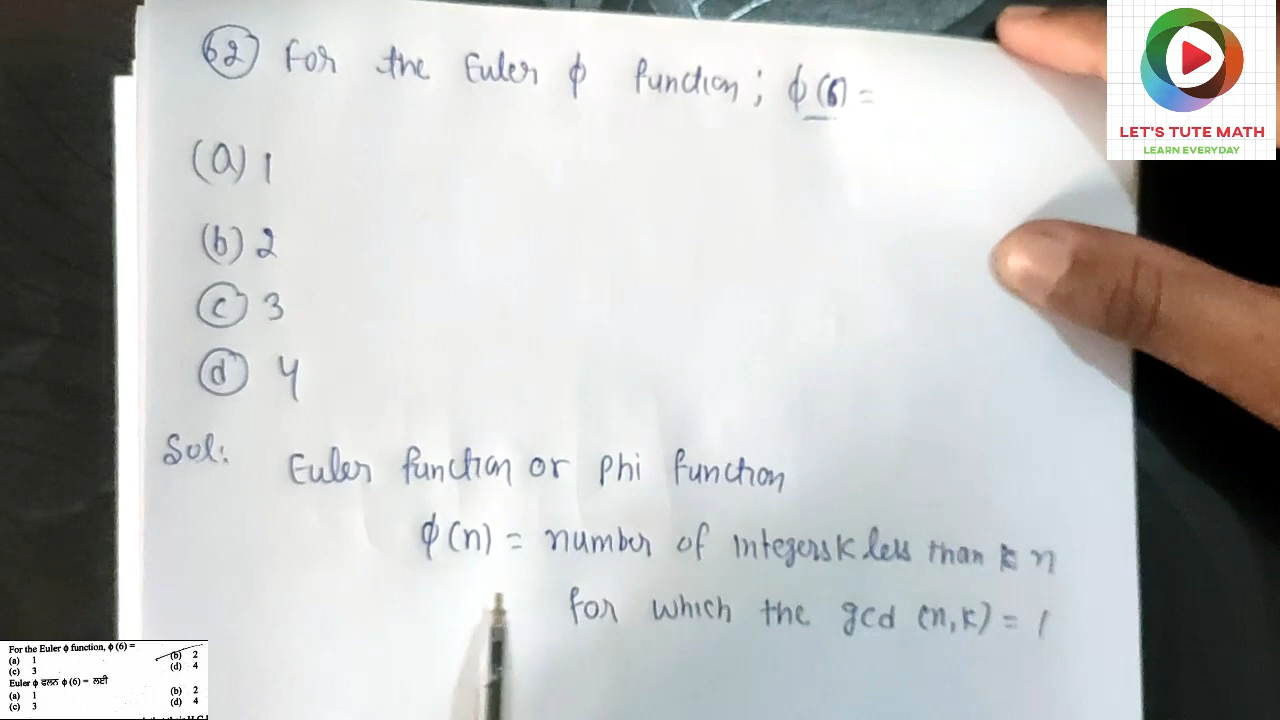 62 For the Euler ϕ function; ϕ(6) =
(a) 1
(b) 2
(c) 3
(d) 4
Sol: Euler function or phi function
ϕ(n) = number of integers k less than n
for which the gcd (n,k) = 1
LET'S TUTE MATH
LEARN EVERYDAY
For the Euler ϕ function, ϕ (6) =
(a) 1 (b) 2
(c) 3 (d) 4
Euler ϕ ਫਲਨ ϕ (6) = ਲਈ
(a) 1 (b) 2
(c) 3 (d) 4